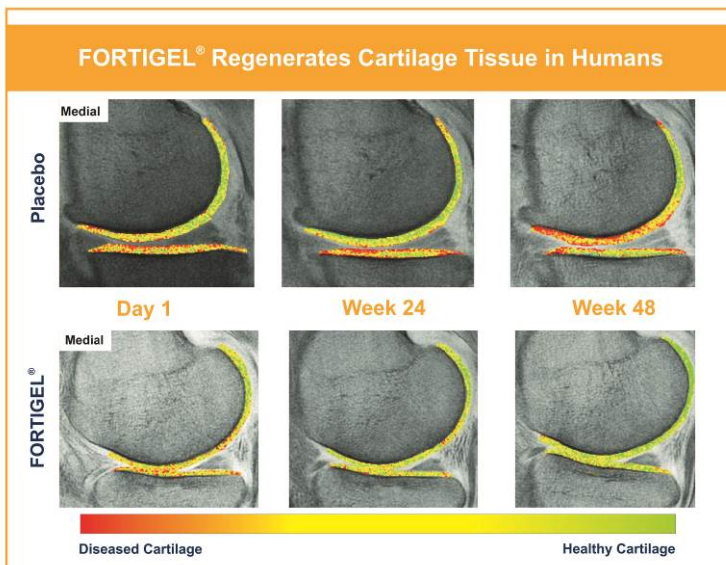 FORTIGEL® Regenerates Cartilage Tissue in Humans
Medial
Placebo
Day 1
Week 24
Week 48
Medial
FORTIGEL®
Diseased Cartilage
Healthy Cartilage